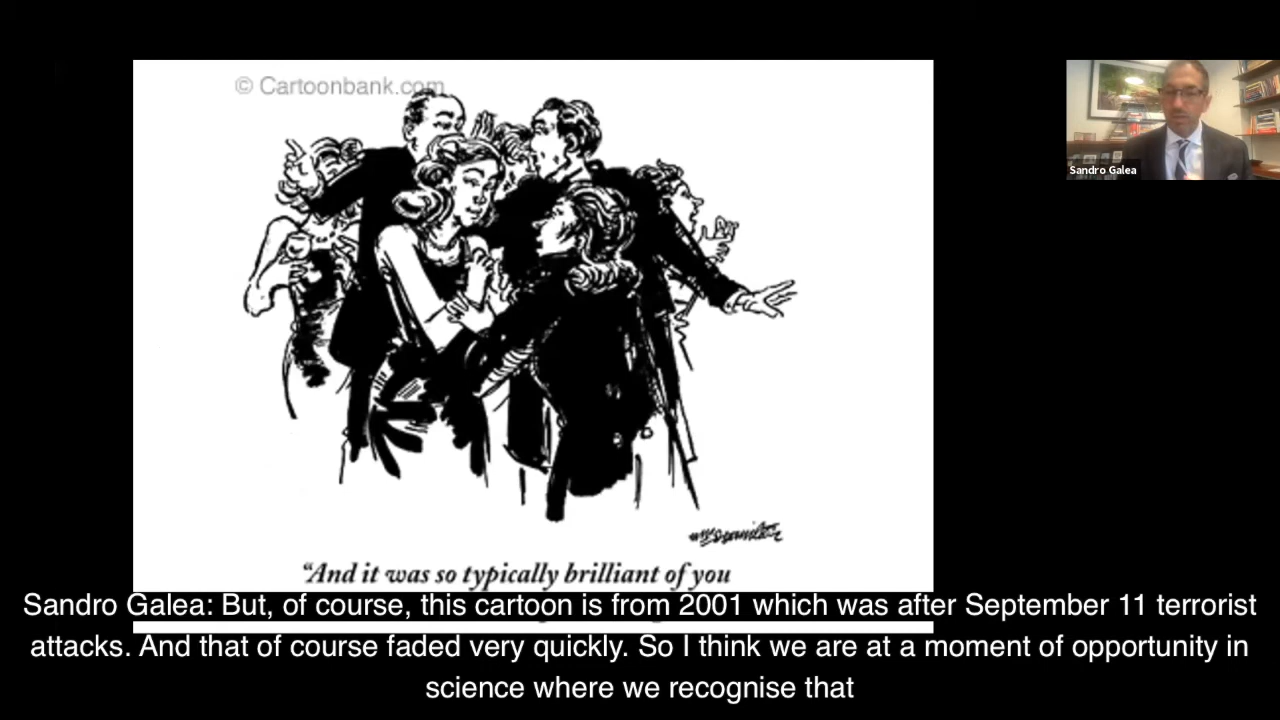 © Cartoonbank.com
Sandro Galea
“And it was so typically brilliant of you
Sandro Galea: But, of course, this cartoon is from 2001 which was after September 11 terrorist
attacks. And that of course faded very quickly. So I think we are at a moment of opportunity in
science where we recognise that